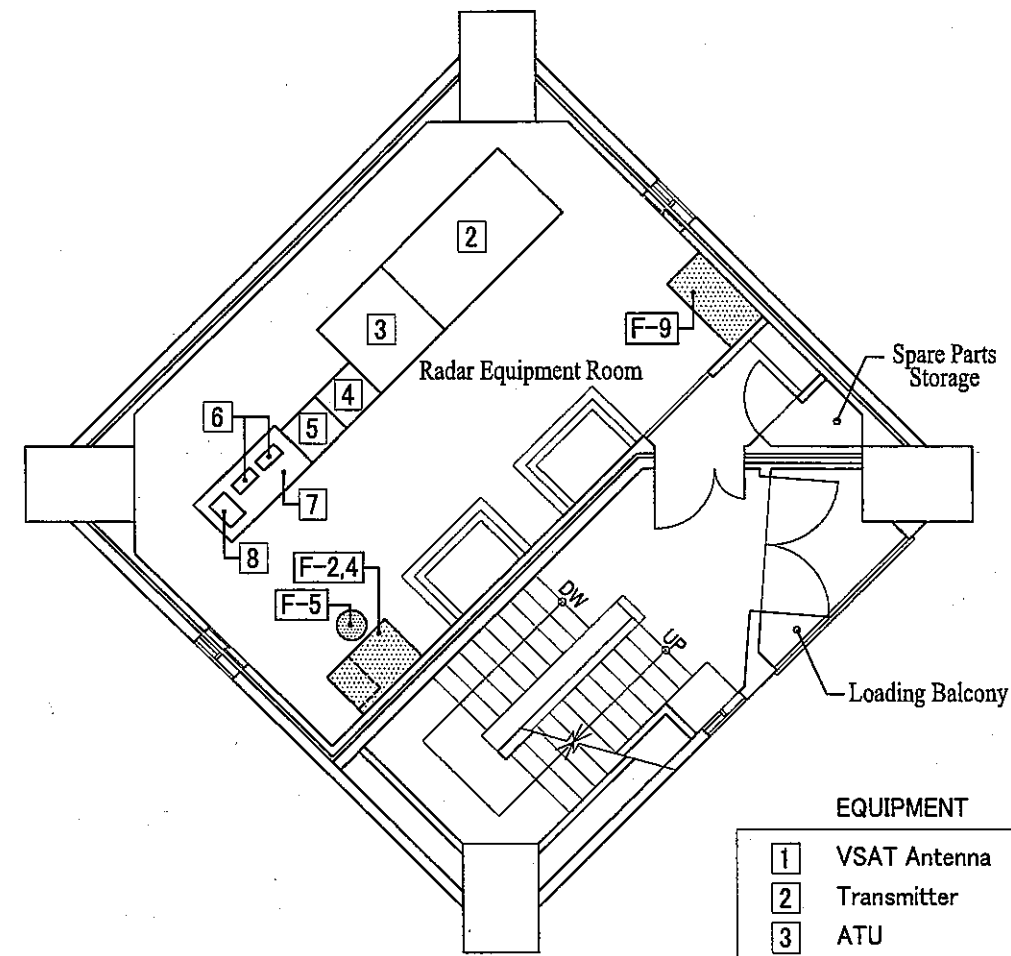 2
3
F-9
Radar Equipment Room
Spare Parts
Storage
4
5
6
7
8
F-2,4
F-5
DW
UP
Loading Balcony
EQUIPMENT
1 VSAT Antenna
2 Transmitter
3 ATU